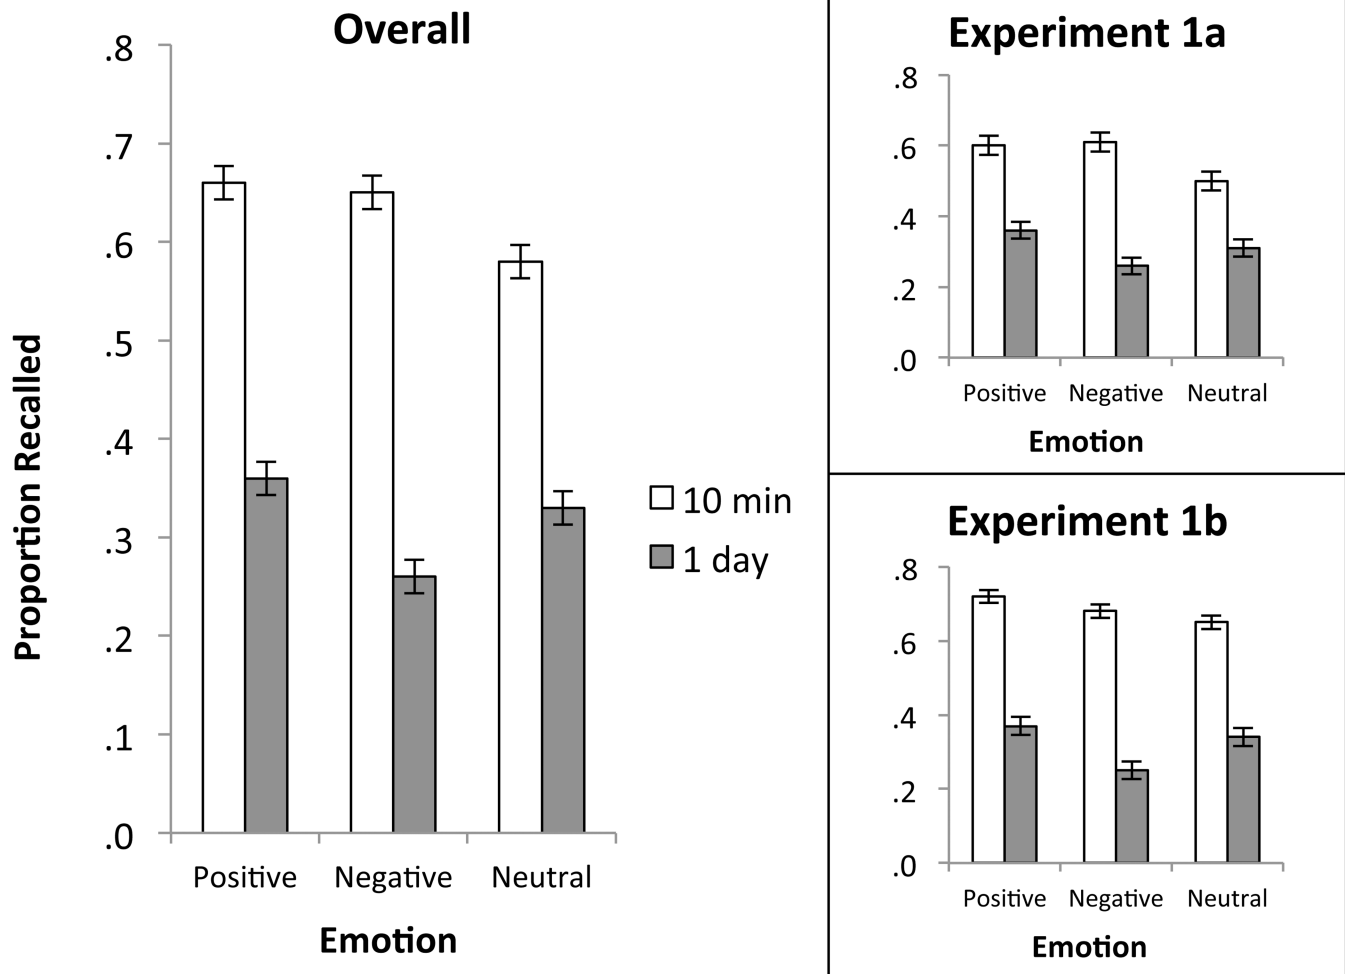 Overall
.8
.7
.6
.5
.4
.3
.2
.1
.0
Proportion Recalled
Positive Negative Neutral
Emotion
10 min
1 day
Experiment 1a
.8
.6
.4
.2
.0
Positive Negative Neutral
Emotion
Experiment 1b
.8
.6
.4
.2
.0
Positive Negative Neutral
Emotion